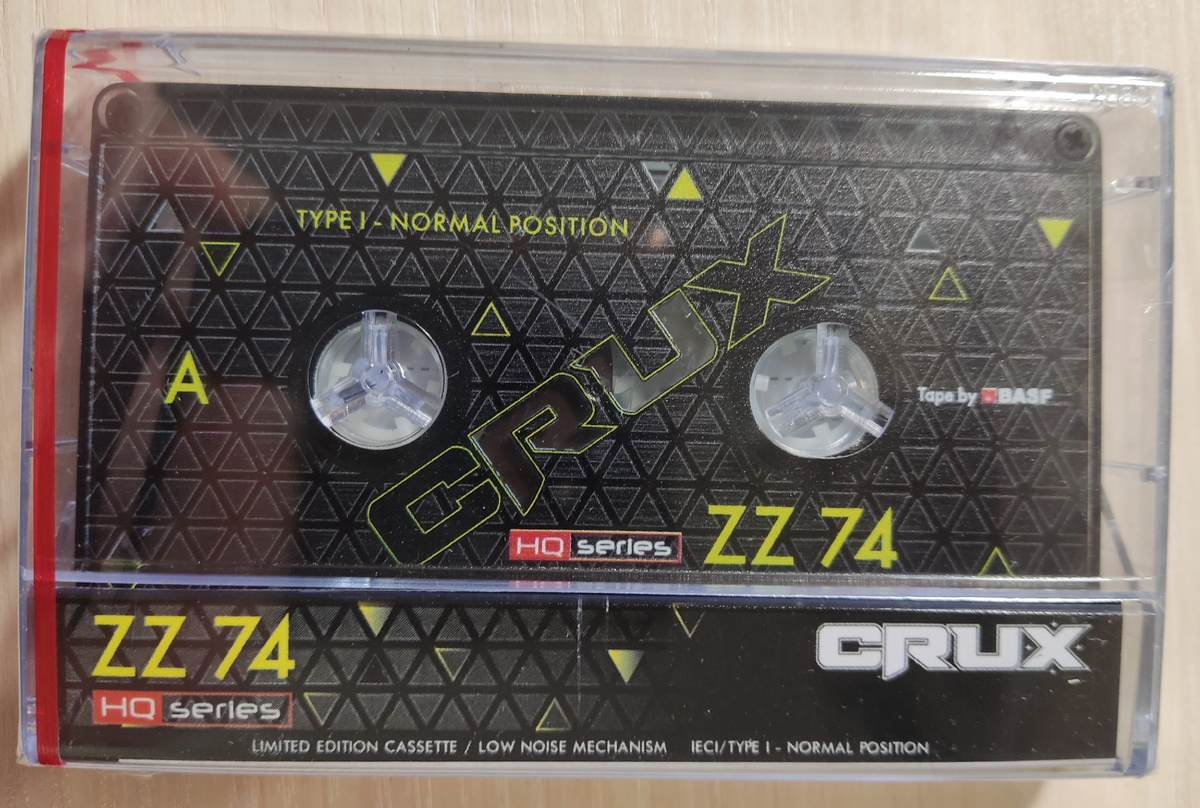 TYPE I - NORMAL POSITION
CRUX
A
Tape by BASF
HQ series
ZZ 74
ZZ 74
CRUX
HQ series
LIMITED EDITION CASSETTE / LOW NOISE MECHANISM IECI/TYPE I - NORMAL POSITION